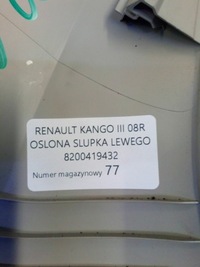 RENAULT KANGO III 08R
OSLONA SLUPKA LEWEGO
8200419432
Numer magazynowy 77